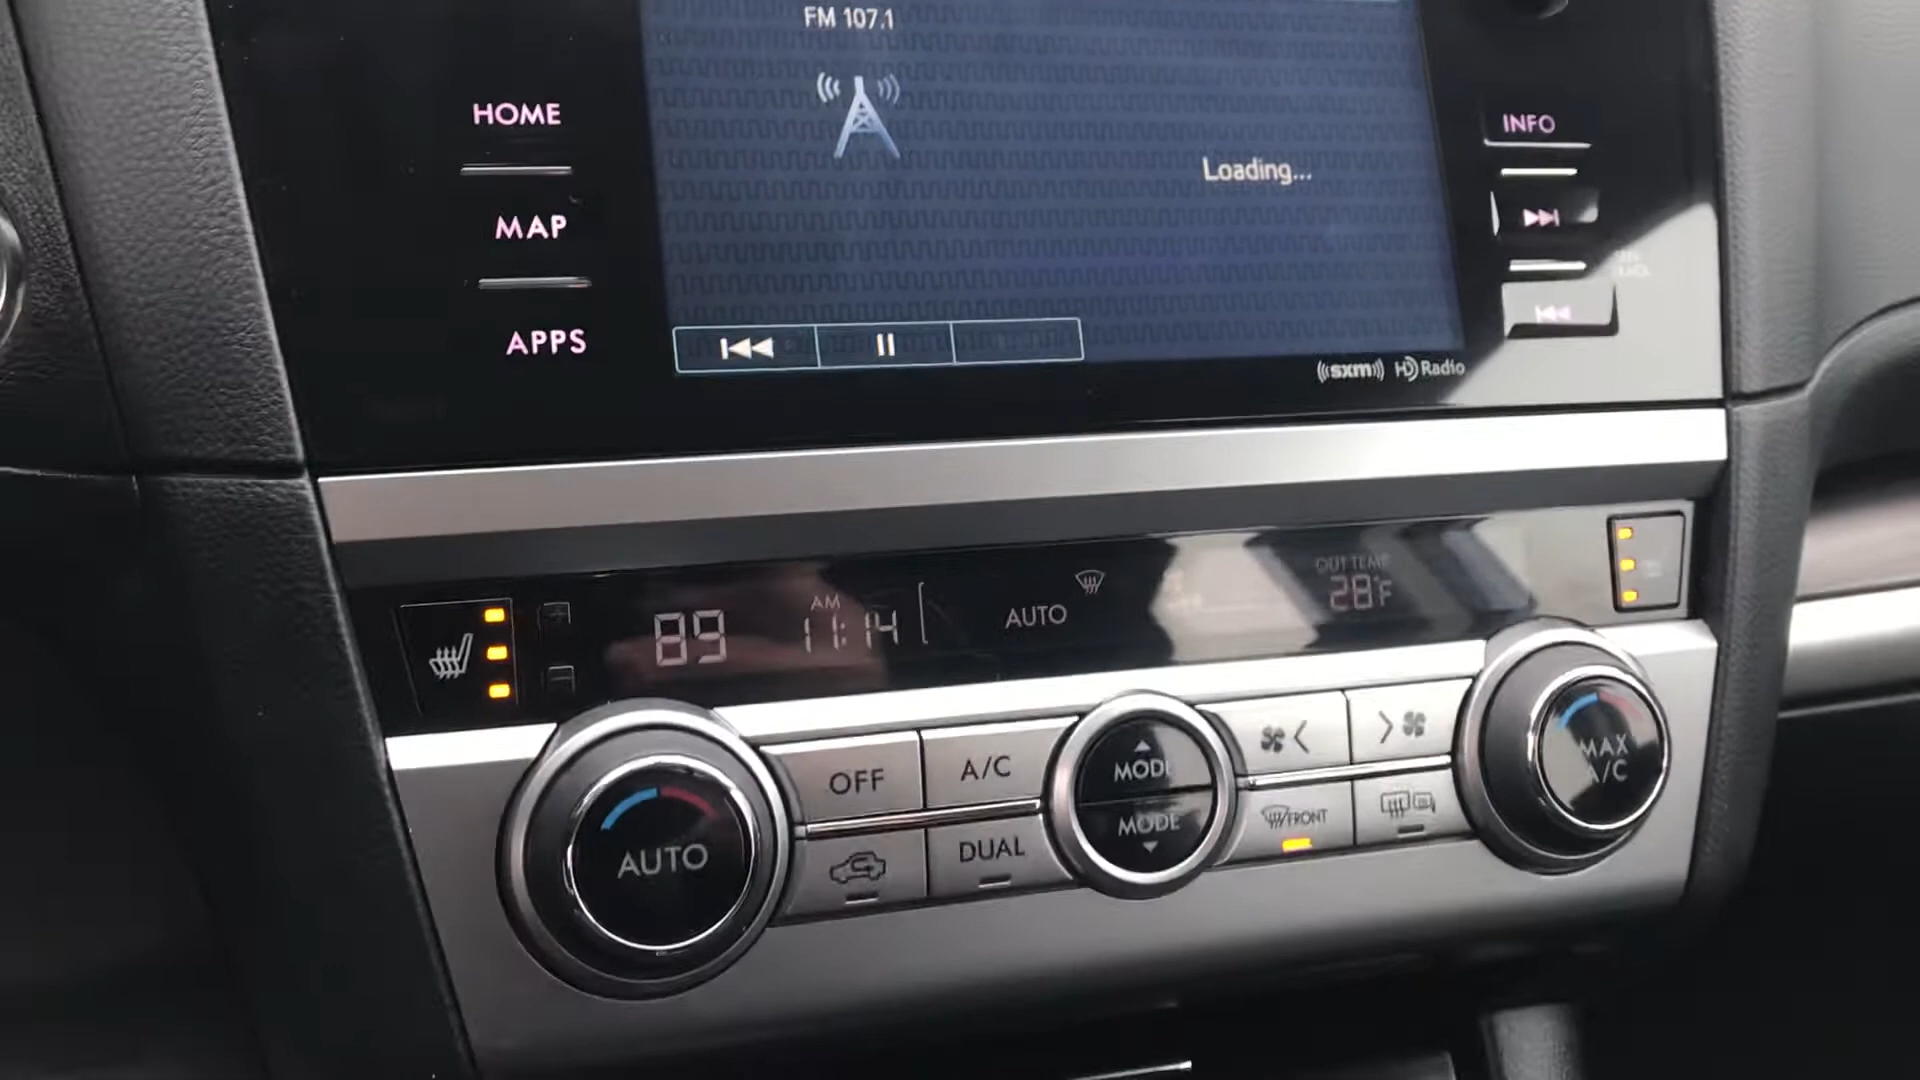 FM 107.1
HOME
INFO
Loading...
MAP
APPS
((sxm)) HD Radio
OUT TEMP
28°F
89
AM
11:14
AUTO
OFF
A/C
MODE
MAX
A/C
AUTO
DUAL
MODE
FRONT